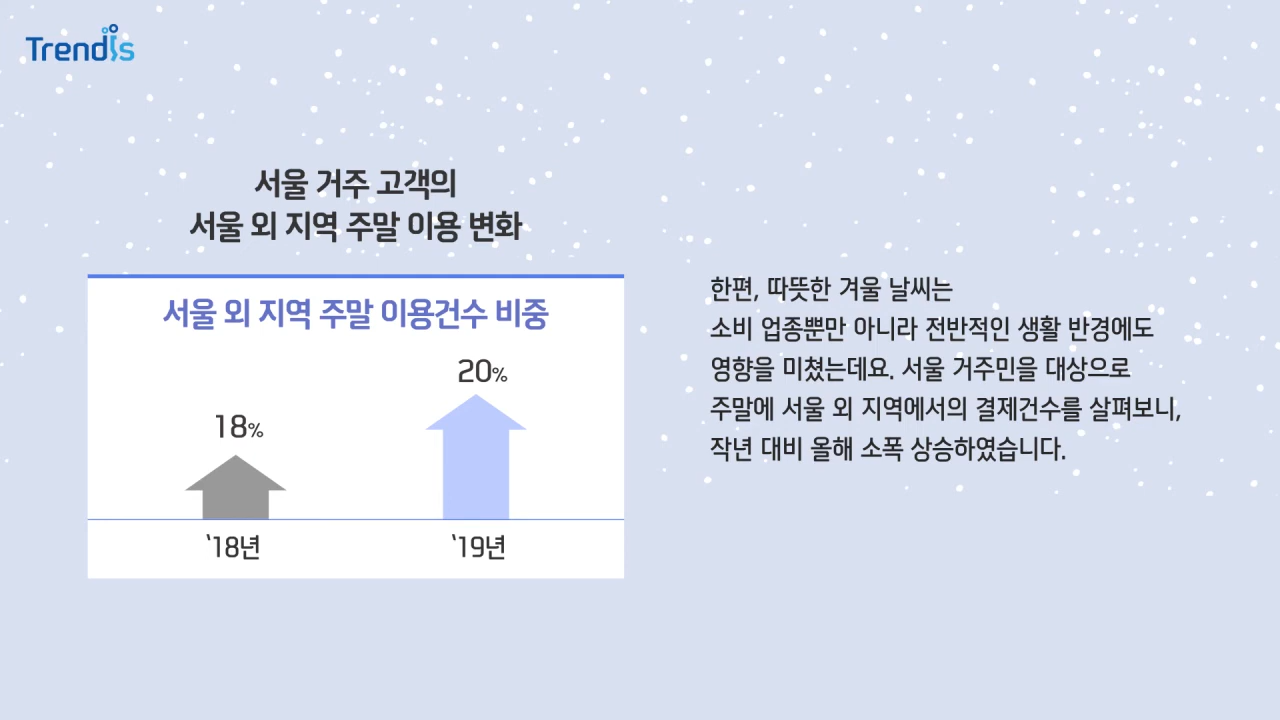 Trendis
서울 거주 고객의
서울 외 지역 주말 이용 변화
서울 외 지역 주말 이용건수 비중
18%
20%
‵18년
‵19년
한편, 따뜻한 겨울 날씨는
소비 업종뿐만 아니라 전반적인 생활 반경에도
영향을 미쳤는데요. 서울 거주민을 대상으로
주말에 서울 외 지역에서의 결제건수를 살펴보니,
작년 대비 올해 소폭 상승하였습니다.